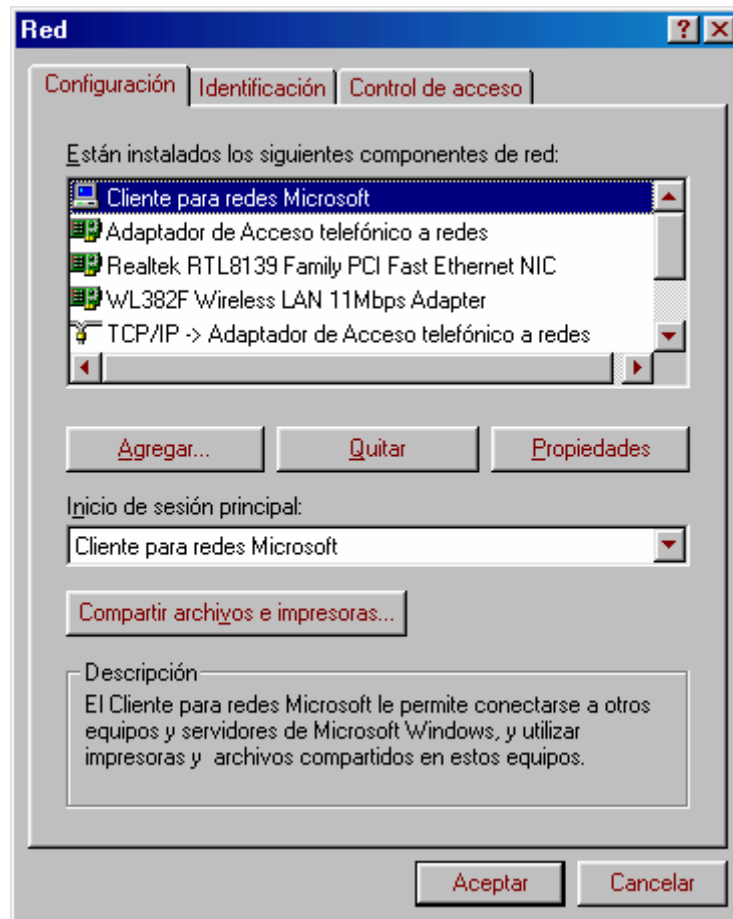 Red
Configuración Identificación Control de acceso
Están instalados los siguientes componentes de red:
Cliente para redes Microsoft
Adaptador de Acceso telefónico a redes
Realtek RTL8139 Family PCI Fast Ethernet NIC
WL382F Wireless LAN 11Mbps Adapter
TCP/IP -> Adaptador de Acceso telefónico a redes
Agregar... Quitar Propiedades
Inicio de sesión principal:
Cliente para redes Microsoft
Compartir archivos e impresoras...
Descripción
El Cliente para redes Microsoft le permite conectarse a otros
equipos y servidores de Microsoft Windows, y utilizar
impresoras y archivos compartidos en estos equipos.
Aceptar Cancelar